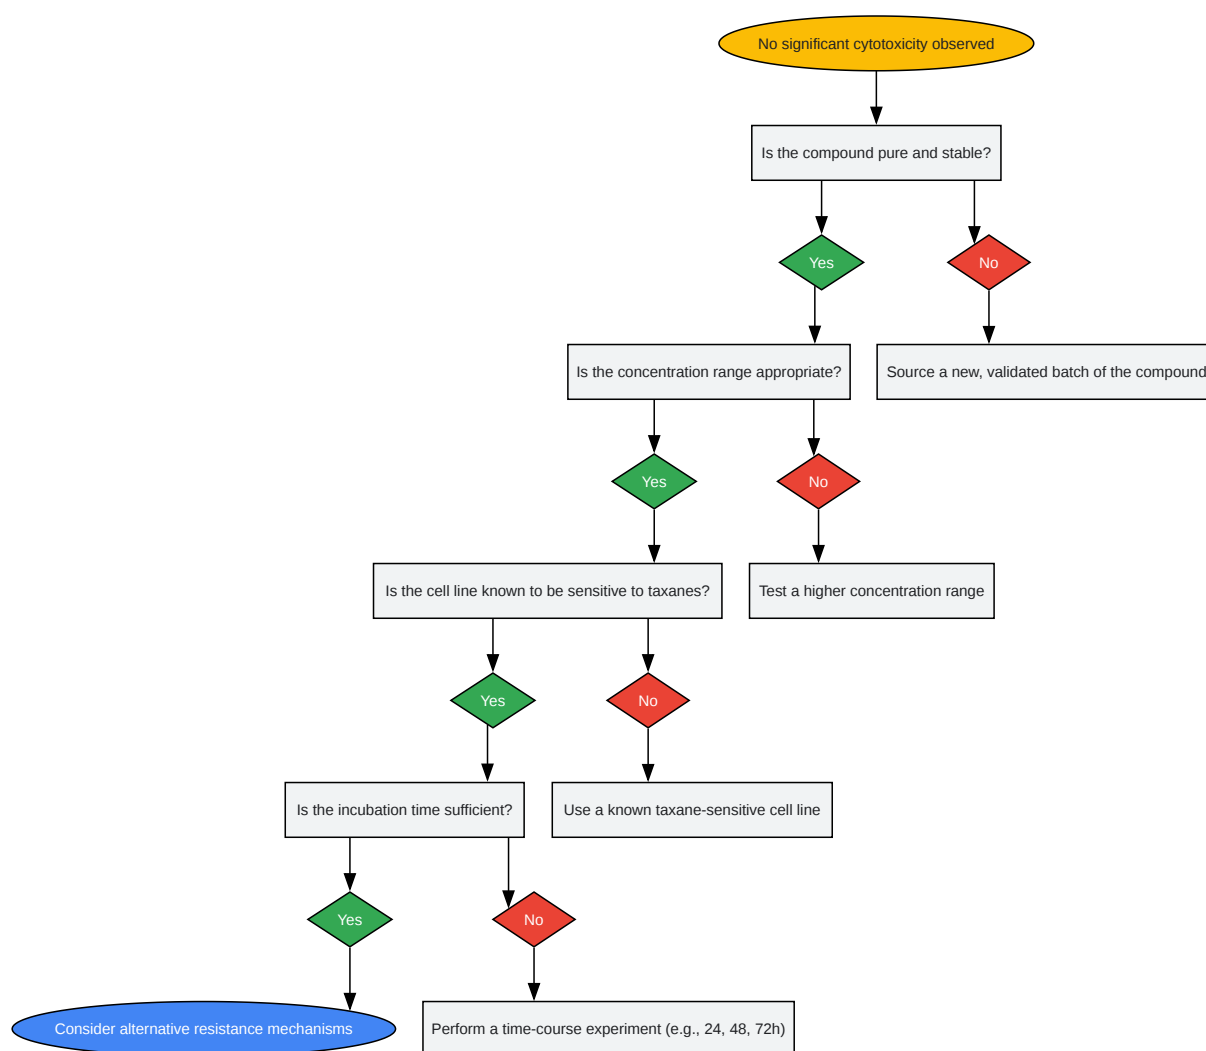 No significant cytotoxicity observed
Is the compound pure and stable?
Yes
No
Is the concentration range appropriate?
Source a new, validated batch of the compound
Yes
No
Is the cell line known to be sensitive to taxanes?
Test a higher concentration range
Yes
No
Is the incubation time sufficient?
Use a known taxane-sensitive cell line
Yes
No
Consider alternative resistance mechanisms
Perform a time-course experiment (e.g., 24, 48, 72h)